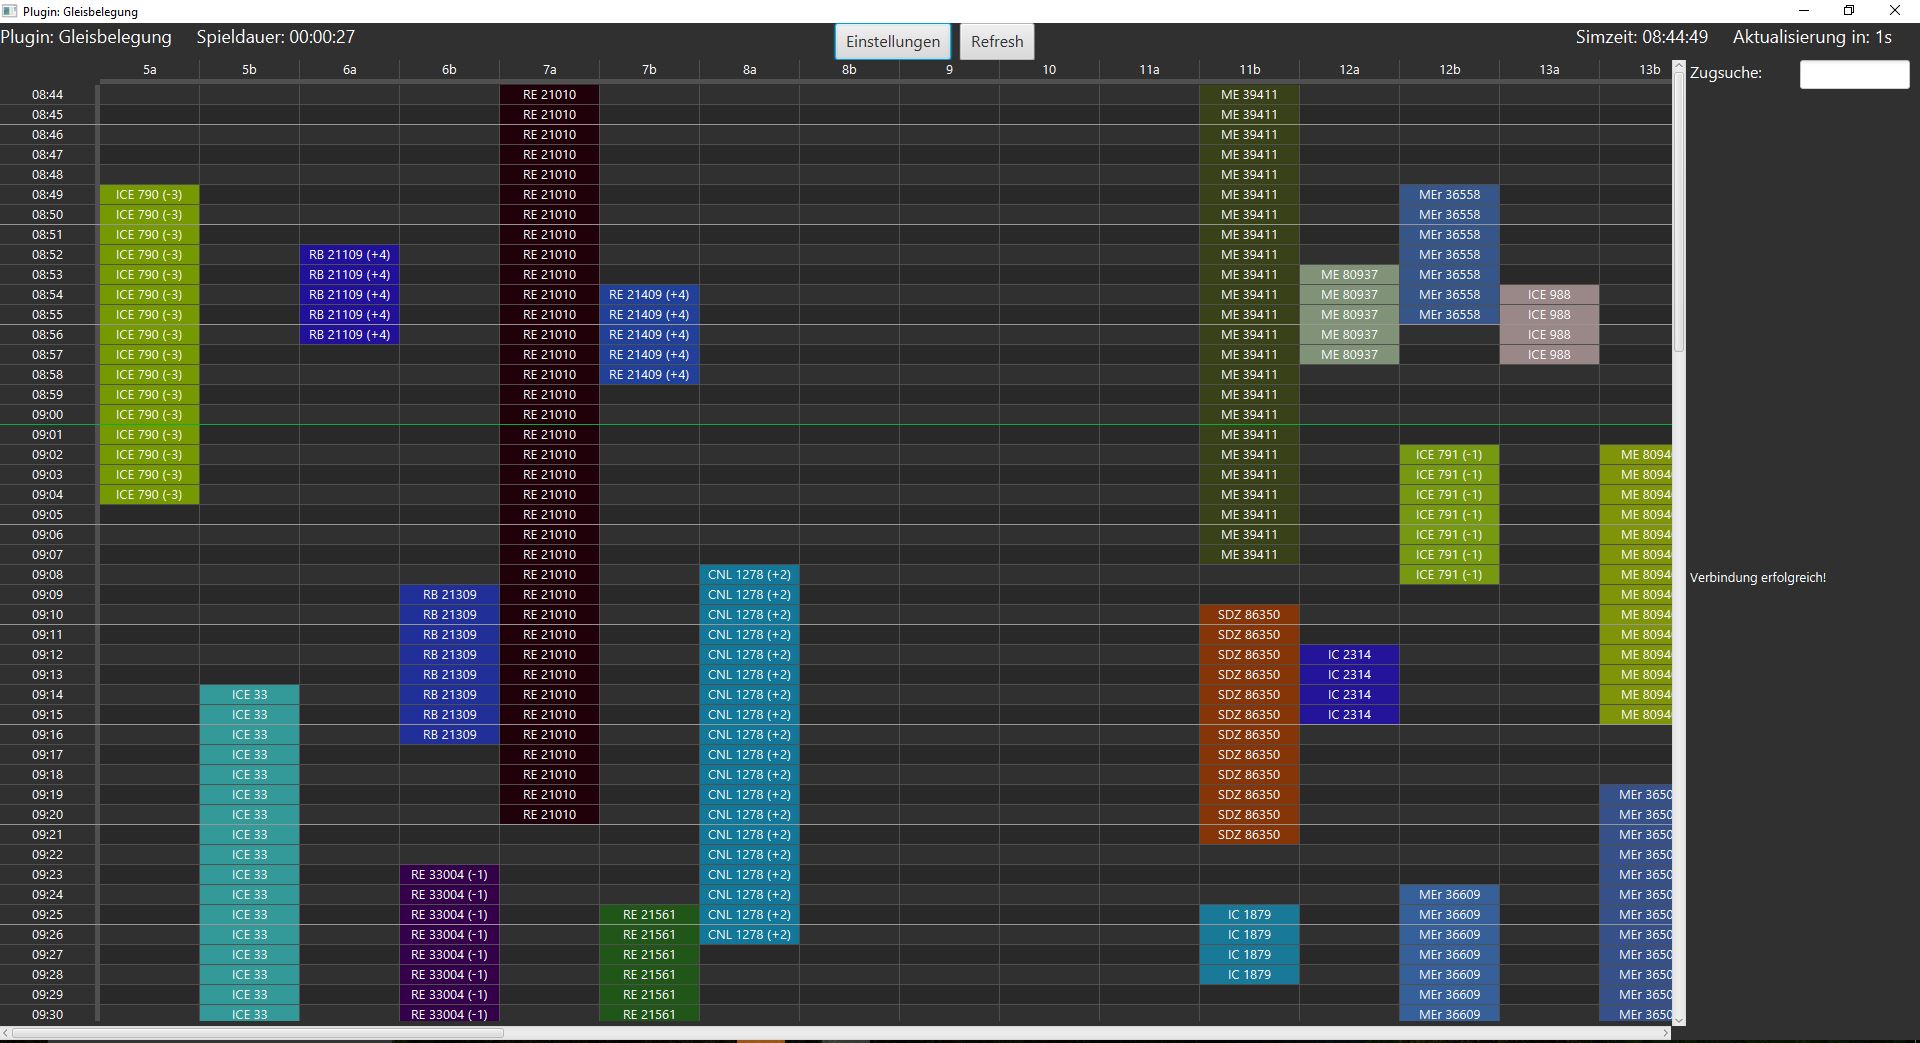 Plugin: Gleisbelegung
Plugin: Gleisbelegung Spieldauer: 00:00:27 Einstellungen Refresh Simzeit: 08:44:49 Aktualisierung in: 1s
5a 5b 6a 6b 7a 7b 8a 8b 9 10 11a 11b 12a 12b 13a 13b
Zugsuche:
08:44 RE 21010 ME 39411
08:45 RE 21010 ME 39411
08:46 RE 21010 ME 39411
08:47 RE 21010 ME 39411
08:48 RE 21010 ME 39411
08:49 ICE 790 (-3) RE 21010 ME 39411 MEr 36558
08:50 ICE 790 (-3) RE 21010 ME 39411 MEr 36558
08:51 ICE 790 (-3) RE 21010 ME 39411 MEr 36558
08:52 ICE 790 (-3) RB 21109 (+4) RE 21010 ME 39411 MEr 36558
08:53 ICE 790 (-3) RB 21109 (+4) RE 21010 ME 39411 ME 80937 MEr 36558
08:54 ICE 790 (-3) RB 21109 (+4) RE 21010 RE 21409 (+4) ME 39411 ME 80937 MEr 36558 ICE 988
08:55 ICE 790 (-3) RB 21109 (+4) RE 21010 RE 21409 (+4) ME 39411 ME 80937 MEr 36558 ICE 988
08:56 ICE 790 (-3) RB 21109 (+4) RE 21010 RE 21409 (+4) ME 39411 ME 80937 ICE 988
08:57 ICE 790 (-3) RE 21010 RE 21409 (+4) ME 39411 ME 80937 ICE 988
08:58 ICE 790 (-3) RE 21010 RE 21409 (+4) ME 39411
08:59 ICE 790 (-3) RE 21010 ME 39411
09:00 ICE 790 (-3) RE 21010 ME 39411
09:01 ICE 790 (-3) RE 21010 ME 39411
09:02 ICE 790 (-3) RE 21010 ME 39411 ICE 791 (-1) ME 8094
09:03 ICE 790 (-3) RE 21010 ME 39411 ICE 791 (-1) ME 8094
09:04 ICE 790 (-3) RE 21010 ME 39411 ICE 791 (-1) ME 8094
09:05 RE 21010 ME 39411 ICE 791 (-1) ME 8094
09:06 RE 21010 ME 39411 ICE 791 (-1) ME 8094
09:07 RE 21010 ME 39411 ICE 791 (-1) ME 8094
09:08 RE 21010 CNL 1278 (+2) ICE 791 (-1) ME 8094
Verbindung erfolgreich!
09:09 RB 21309 RE 21010 CNL 1278 (+2) ME 8094
09:10 RB 21309 RE 21010 CNL 1278 (+2) SDZ 86350 ME 8094
09:11 RB 21309 RE 21010 CNL 1278 (+2) SDZ 86350 ME 8094
09:12 RB 21309 RE 21010 CNL 1278 (+2) SDZ 86350 IC 2314 ME 8094
09:13 RB 21309 RE 21010 CNL 1278 (+2) SDZ 86350 IC 2314 ME 8094
09:14 ICE 33 RB 21309 RE 21010 CNL 1278 (+2) SDZ 86350 IC 2314 ME 8094
09:15 ICE 33 RB 21309 RE 21010 CNL 1278 (+2) SDZ 86350 IC 2314 ME 8094
09:16 ICE 33 RB 21309 RE 21010 CNL 1278 (+2) SDZ 86350
09:17 ICE 33 RE 21010 CNL 1278 (+2) SDZ 86350
09:18 ICE 33 RE 21010 CNL 1278 (+2) SDZ 86350
09:19 ICE 33 RE 21010 CNL 1278 (+2) SDZ 86350 MEr 3650
09:20 ICE 33 RE 21010 CNL 1278 (+2) SDZ 86350 MEr 3650
09:21 ICE 33 CNL 1278 (+2) SDZ 86350 MEr 3650
09:22 ICE 33 CNL 1278 (+2) MEr 3650
09:23 ICE 33 RE 33004 (-1) CNL 1278 (+2) MEr 3650
09:24 ICE 33 RE 33004 (-1) CNL 1278 (+2) MEr 36609 MEr 3650
09:25 ICE 33 RE 33004 (-1) RE 21561 CNL 1278 (+2) IC 1879 MEr 36609 MEr 3650
09:26 ICE 33 RE 33004 (-1) RE 21561 CNL 1278 (+2) IC 1879 MEr 36609 MEr 3650
09:27 ICE 33 RE 33004 (-1) RE 21561 IC 1879 MEr 36609 MEr 3650
09:28 ICE 33 RE 33004 (-1) RE 21561 IC 1879 MEr 36609 MEr 3650
09:29 ICE 33 RE 33004 (-1) RE 21561 MEr 36609 MEr 3650
09:30 ICE 33 RE 33004 (-1) RE 21561 MEr 36609 MEr 3650